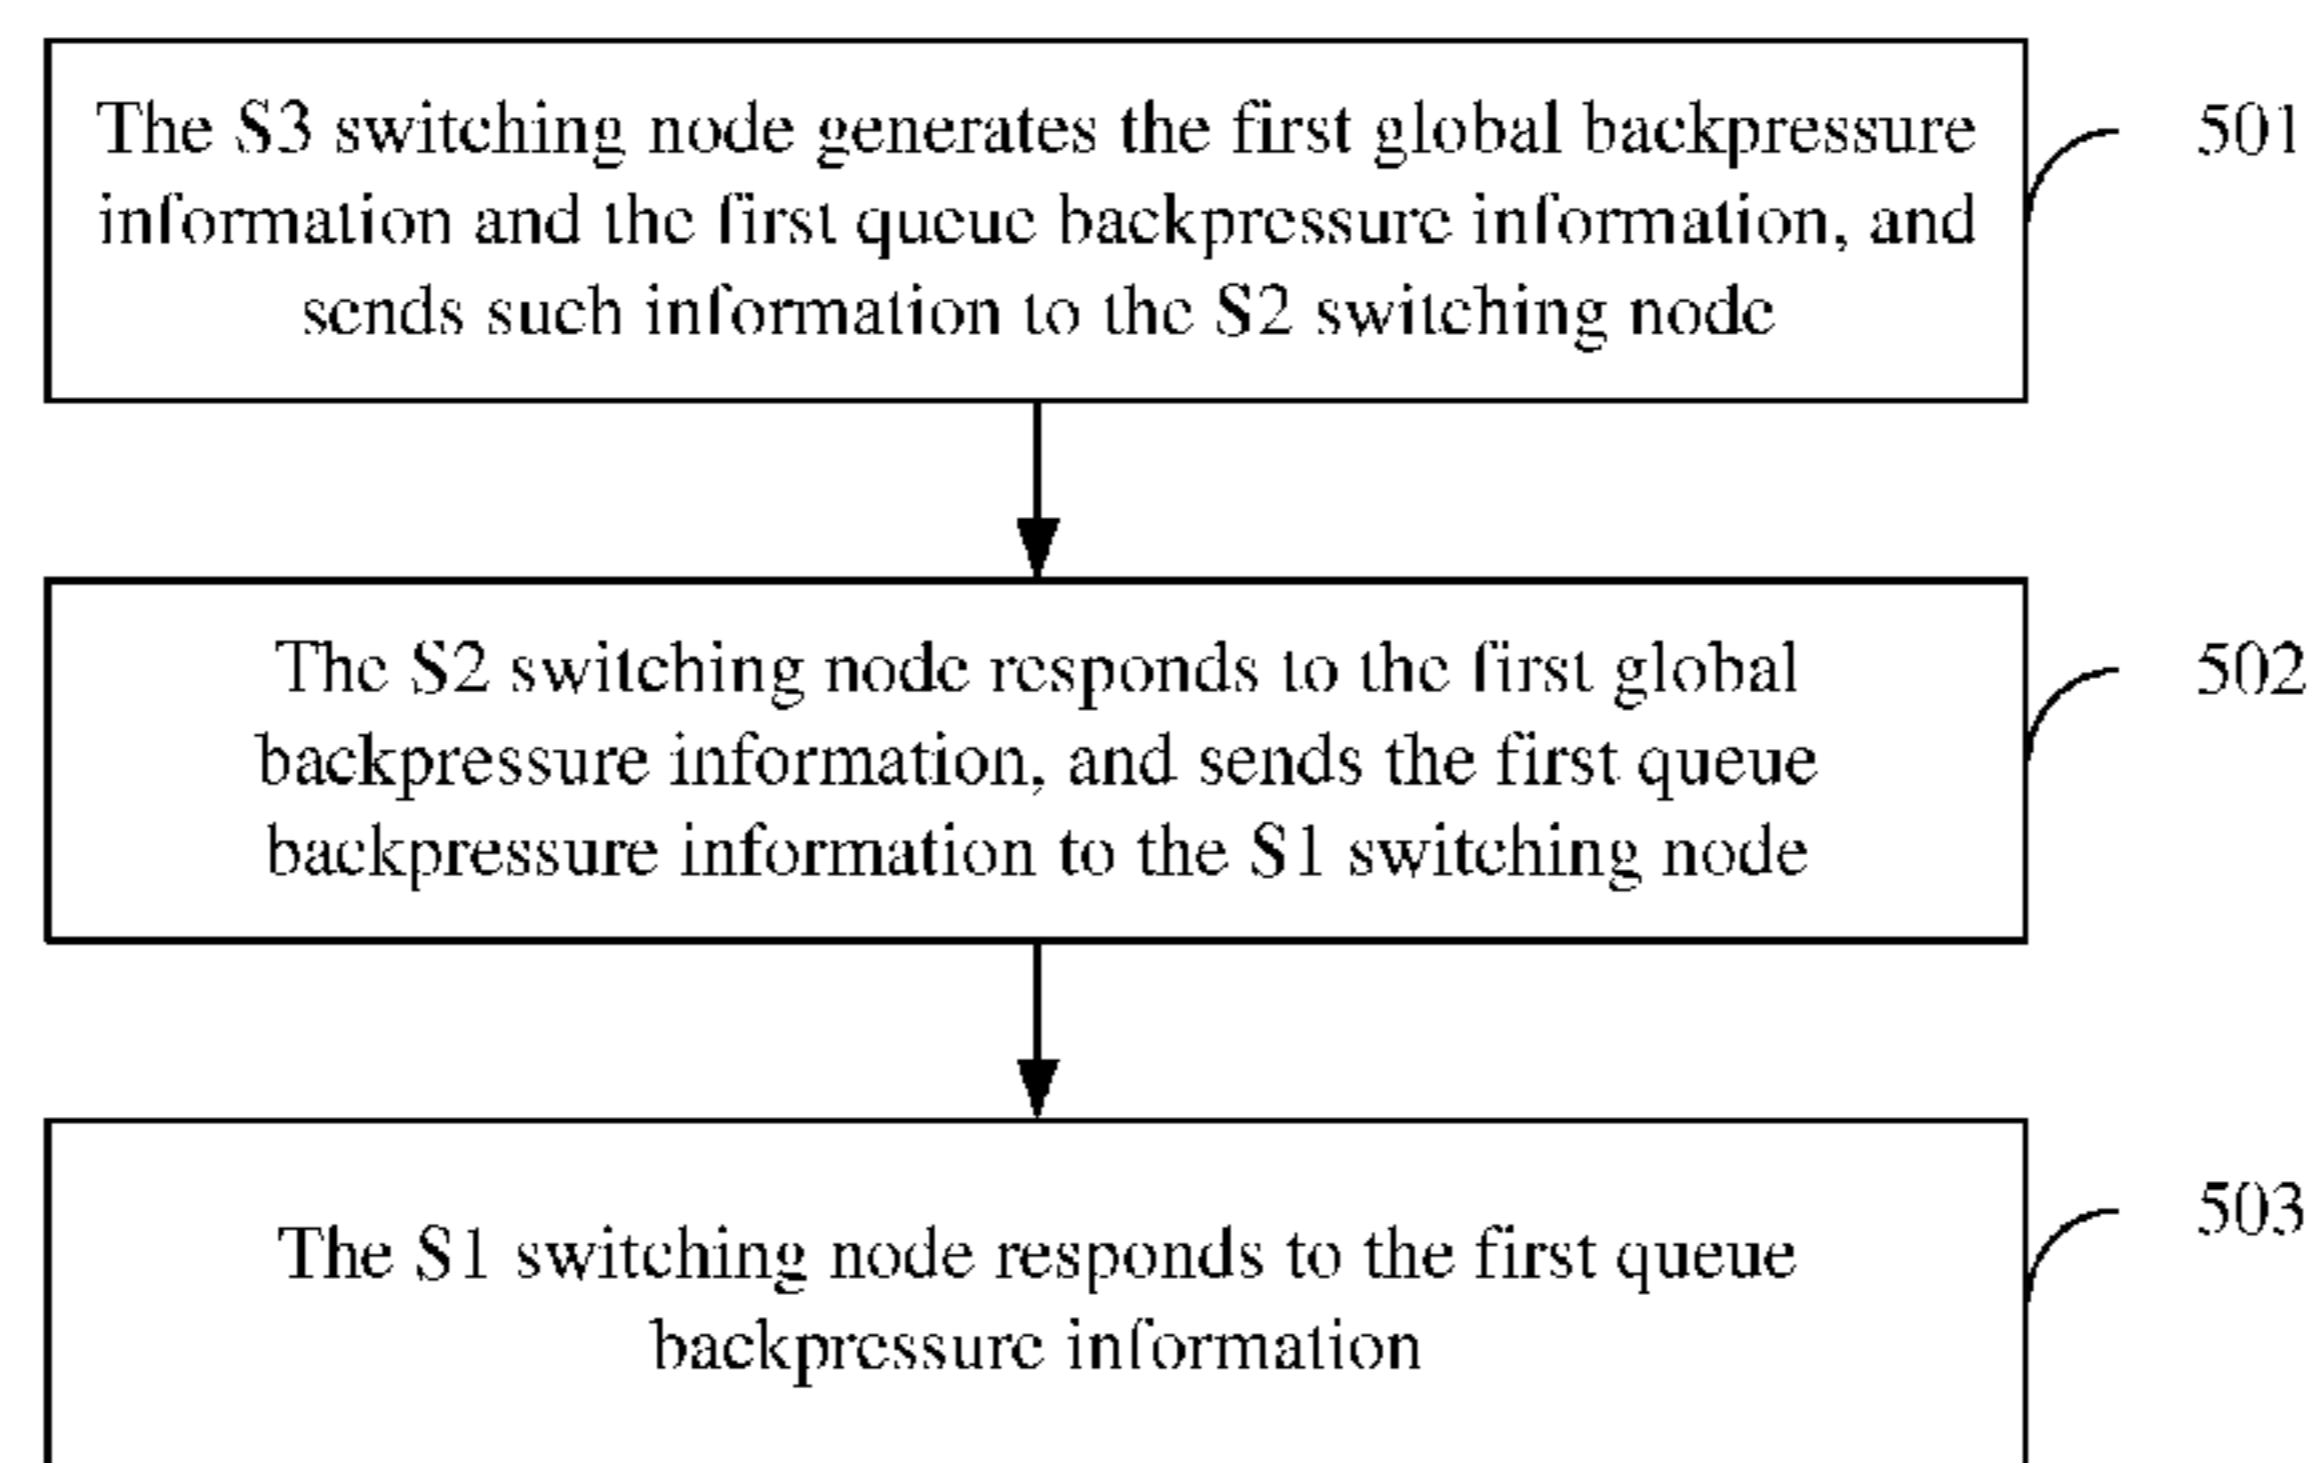 The S3 switching node generates the first global backpressure
information and the first queue backpressure information, and
sends such information to the S2 switching node
501
The S2 switching node responds to the first global
backpressure information, and sends the first queue
backpressure information to the S1 switching node
502
The S1 switching node responds to the first queue
backpressure information
503